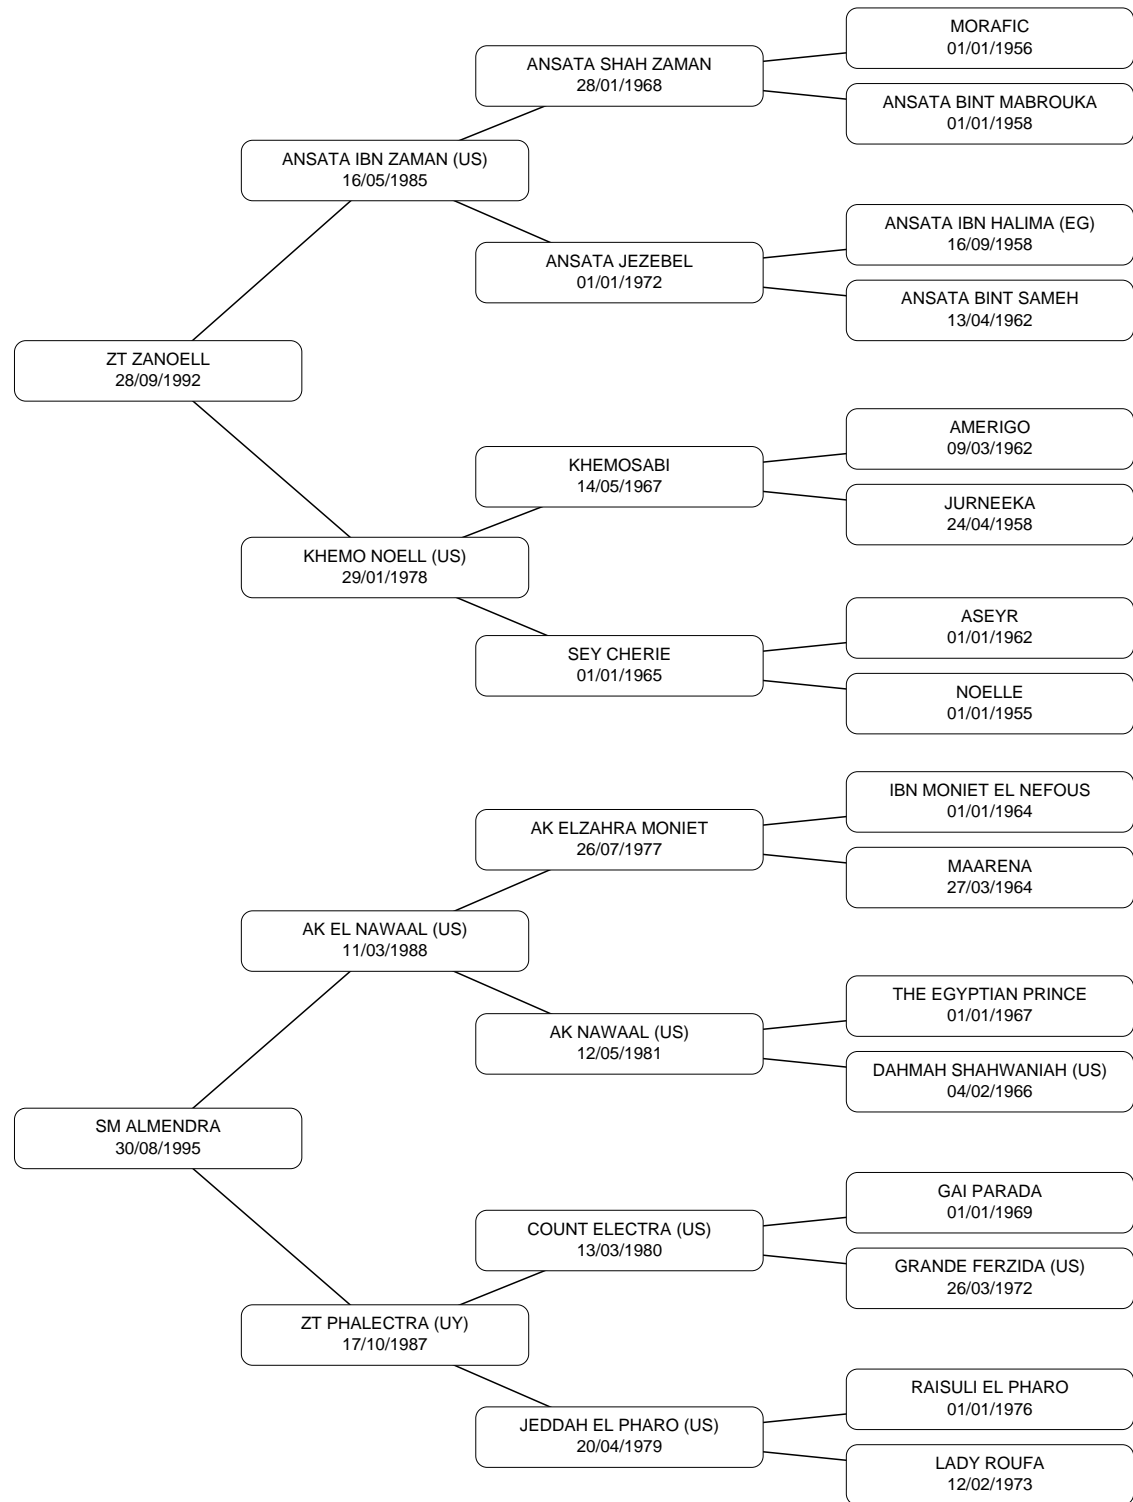 MORAFIC
01/01/1956
ANSATA SHAH ZAMAN
28/01/1968
ANSATA BINT MABROUKA
01/01/1958
ANSATA IBN ZAMAN (US)
16/05/1985
ANSATA IBN HALIMA (EG)
16/09/1958
ANSATA JEZEBEL
01/01/1972
ANSATA BINT SAMEH
13/04/1962
ZT ZANOELL
28/09/1992
AMERIGO
09/03/1962
KHEMOSABI
14/05/1967
JURNEEKA
24/04/1958
KHEMO NOELL (US)
29/01/1978
ASEYR
01/01/1962
SEY CHERIE
01/01/1965
NOELLE
01/01/1955
IBN MONIET EL NEFOUS
01/01/1964
AK ELZAHRA MONIET
26/07/1977
MAARENA
27/03/1964
AK EL NAWAAL (US)
11/03/1988
THE EGYPTIAN PRINCE
01/01/1967
AK NAWAAL (US)
12/05/1981
DAHMAH SHAHWANIAH (US)
04/02/1966
SM ALMENDRA
30/08/1995
GAI PARADA
01/01/1969
COUNT ELECTRA (US)
13/03/1980
GRANDE FERZIDA (US)
26/03/1972
ZT PHALECTRA (UY)
17/10/1987
RAISULI EL PHARO
01/01/1976
JEDDAH EL PHARO (US)
20/04/1979
LADY ROUFA
12/02/1973